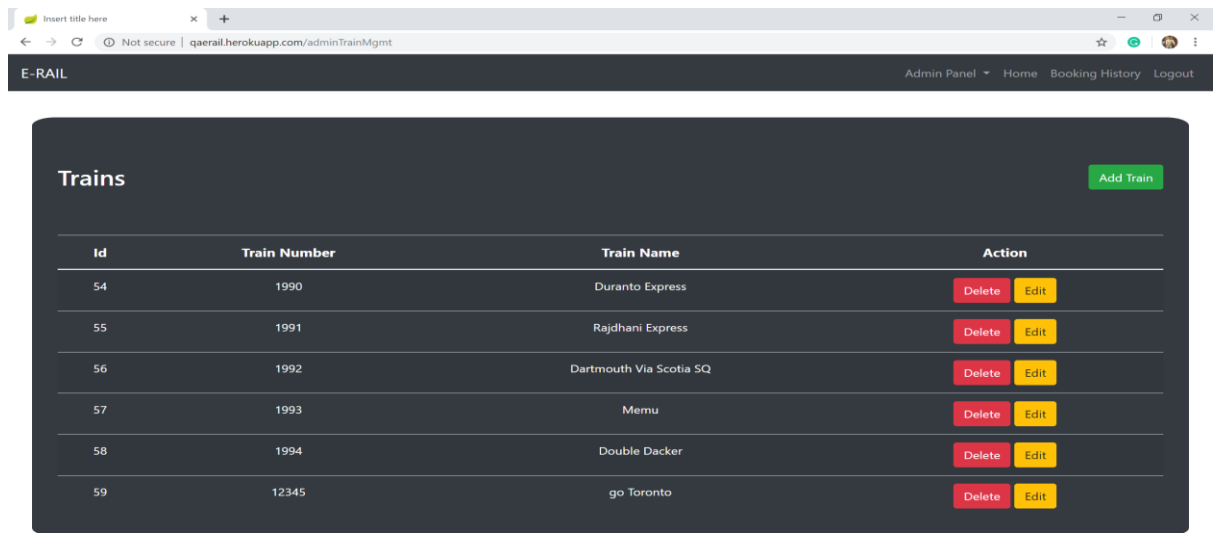 Insert title here
Not secure | qaerail.herokuapp.com/adminTrainMgmt
E-RAIL Admin Panel Home Booking History Logout
Trains Add Train
Id Train Number Train Name Action
54 1990 Duranto Express Delete Edit
55 1991 Rajdhani Express Delete Edit
56 1992 Dartmouth Via Scotia SQ Delete Edit
57 1993 Memu Delete Edit
58 1994 Double Dacker Delete Edit
59 12345 go Toronto Delete Edit